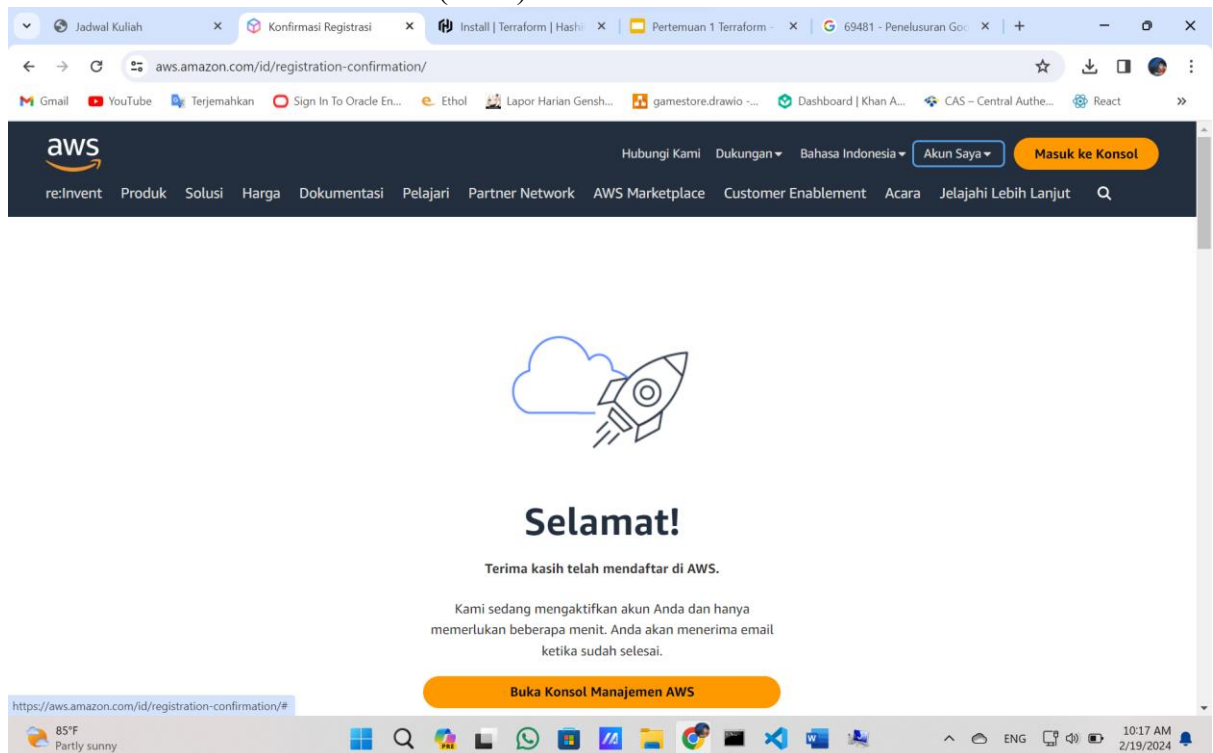 Jadwal Kuliah
Konfirmasi Registrasi
Install | Terraform | Hashi
Pertemuan 1 Terraform -
69481 - Penelusuran Goo
aws.amazon.com/id/registration-confirmation/
Gmail
YouTube
Terjemahkan
Sign In To Oracle En...
Ethol
Lapor Harian Gensh...
gamestore.drawio -...
Dashboard | Khan A...
CAS – Central Authe...
React
»
aws
Hubungi Kami
Dukungan
Bahasa Indonesia
Akun Saya
Masuk ke Konsol
re:Invent
Produk
Solusi
Harga
Dokumentasi
Pelajari
Partner Network
AWS Marketplace
Customer Enablement
Acara
Jelajahi Lebih Lanjut
Selamat!
Terima kasih telah mendaftar di AWS.
Kami sedang mengaktifkan akun Anda dan hanya
memerlukan beberapa menit. Anda akan menerima email
ketika sudah selesai.
Buka Konsol Manajemen AWS
https://aws.amazon.com/id/registration-confirmation/#
85°F
Partly sunny
PRE
ENG
10:17 AM
2/19/2024